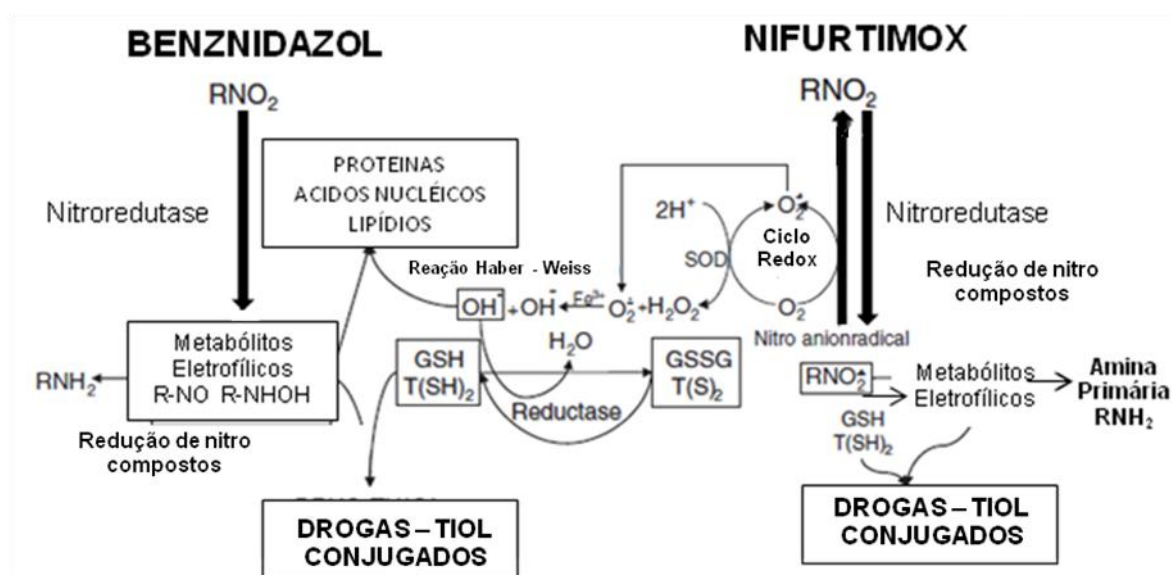 BENZNIDAZOL
RNO₂
Nitroredutase
PROTEINAS
ACIDOS NUCLÉICOS
LIPÍDIOS
Metabólitos
Eletrofílicos
R-NO R-NHOH
RNH₂
Redução de nitro
compostos
Reação Haber - Weiss
OH⁻ + OH⁻
Fe³⁺
O₂⁻ + H₂O₂
H₂O
GSH
T(SH)₂
GSSG
T(S)₂
Reductase
DROGAS – TIOL
CONJUGADOS
NIFURTIMOX
RNO₂
Nitroredutase
2H⁺
SOD
O₂
Ciclo
Redox
O₂
Redução de nitro
compostos
Nitro anionradical
RNO₂
Metabólitos
Eletrofílicos
GSH
T(SH)₂
Amina
Primária
RNH₂
DROGAS – TIOL
CONJUGADOS